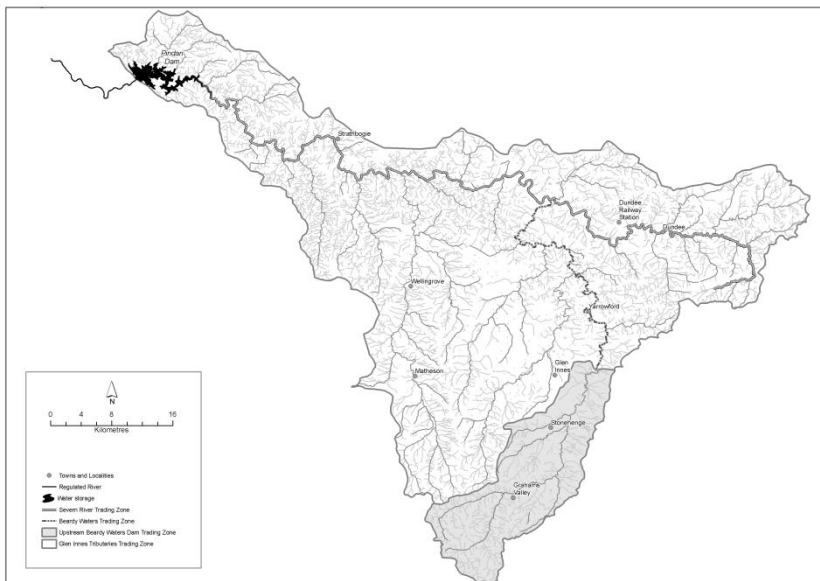 Pindari
Dam
Strathbogie
Dundee
Railway
Station
Dundee
Wellingrove
Yarrowford
Glen
Innes
Matheson
Stonehenge
Grahams
Valley
N
0 4 8 16
Kilometres
Towns and Localities
Regulated River
Water storage
Severn River Trading Zone
Beardy Waters Trading Zone
Upstream Beardy Waters Dam Trading Zone
Glen Innes Tributaries Trading Zone